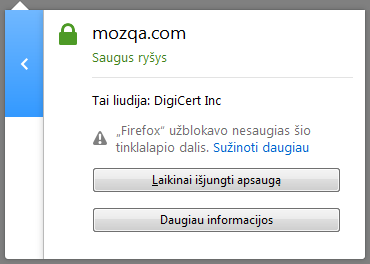 mozqa.com
Saugus ryšys
Tai liudija: DigiCert Inc
„Firefox“ užblokavo nesaugias šio
tinklalapio dalis. Sužinoti daugiau
Laikinai išjungti apsaugą
Daugiau informacijos